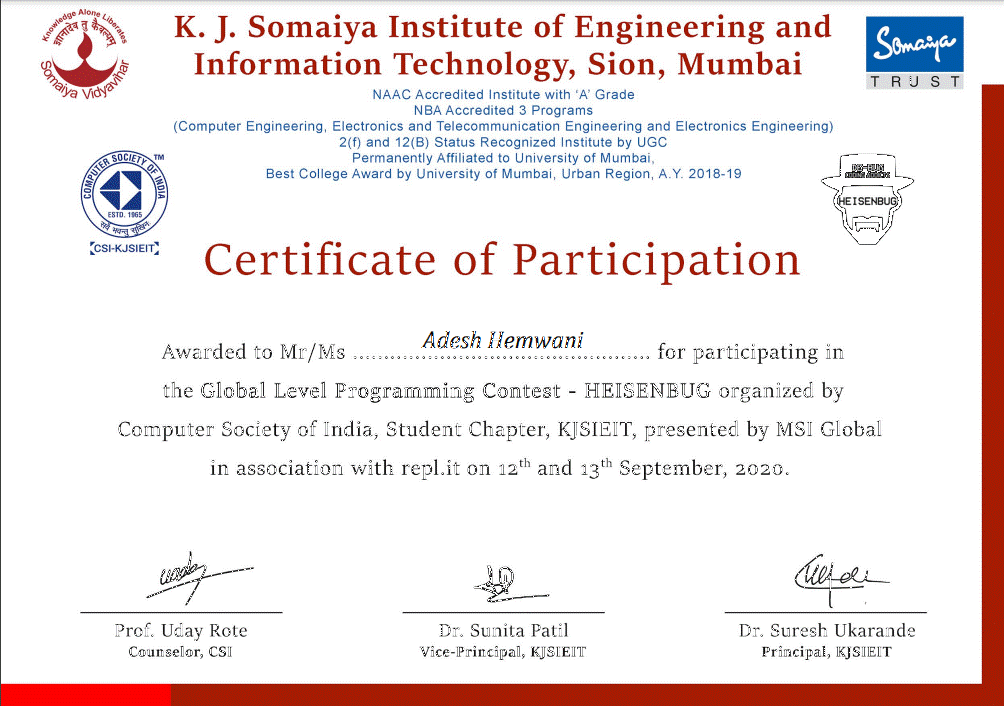 Knowledge Alone Liberates
ज्ञानादेव तु कैवल्यम्
Somaiya Vidyavihar
K. J. Somaiya Institute of Engineering and
Information Technology, Sion, Mumbai
Somaiya
TRUST
NAAC Accredited Institute with ‘A’ Grade
NBA Accredited 3 Programs
(Computer Engineering, Electronics and Telecommunication Engineering and Electronics Engineering)
2(f) and 12(B) Status Recognized Institute by UGC
Permanently Affiliated to University of Mumbai,
Best College Award by University of Mumbai, Urban Region, A.Y. 2018-19
COMPUTER SOCIETY OF INDIA TM
ESTD. 1965
सर्वे भवन्तु सुखिनः
[CSI-KJSIEIT]
HEISENBUG
Certificate of Participation
Awarded to Mr/Ms Adesh Hemwani for participating in
the Global Level Programming Contest - HEISENBUG organized by
Computer Society of India, Student Chapter, KJSIEIT, presented by MSI Global
in association with repl.it on 12th and 13th September, 2020.
Prof. Uday Rote
Counselor, CSI
Dr. Sunita Patil
Vice-Principal, KJSIEIT
Dr. Suresh Ukarande
Principal, KJSIEIT